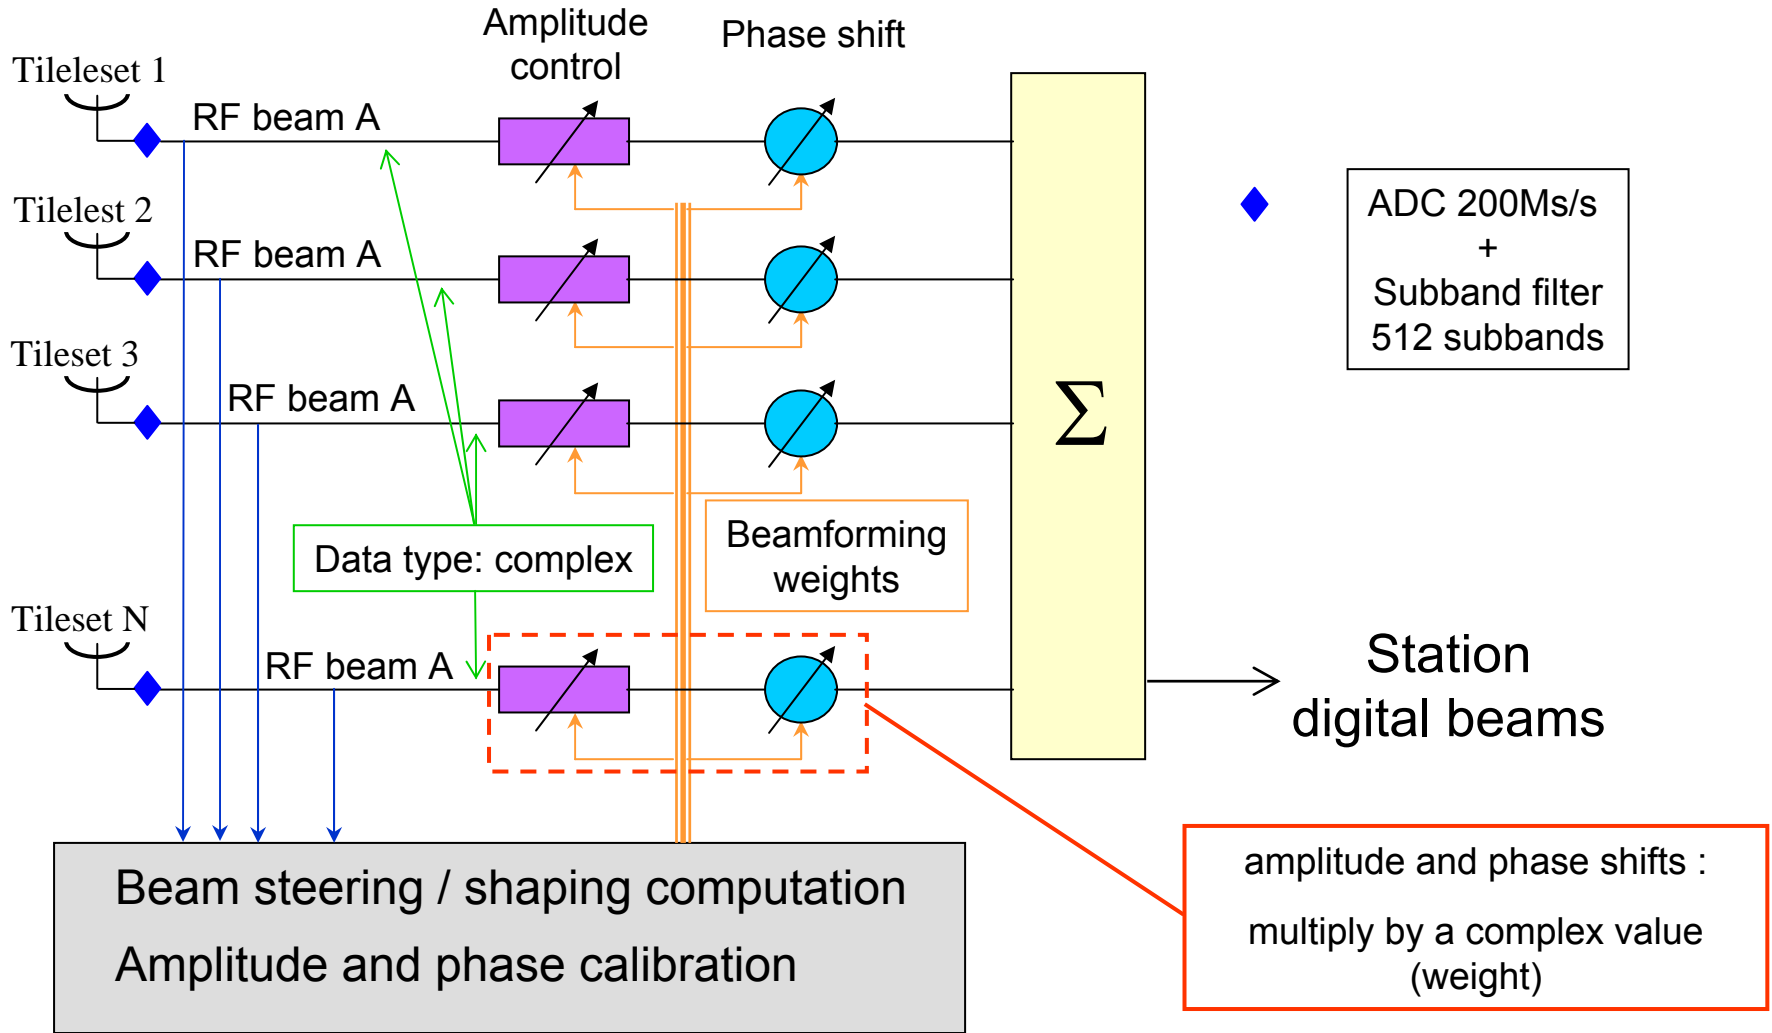 Amplitude
control
Phase shift
Tileleset 1
RF beam A
Tilelest 2
RF beam A
Tileset 3
RF beam A
Σ
ADC 200Ms/s
+
Subband filter
512 subbands
Data type: complex
Beamforming
weights
Tileset N
RF beam A
Station
digital beams
Beam steering / shaping computation
Amplitude and phase calibration
amplitude and phase shifts :
multiply by a complex value
(weight)